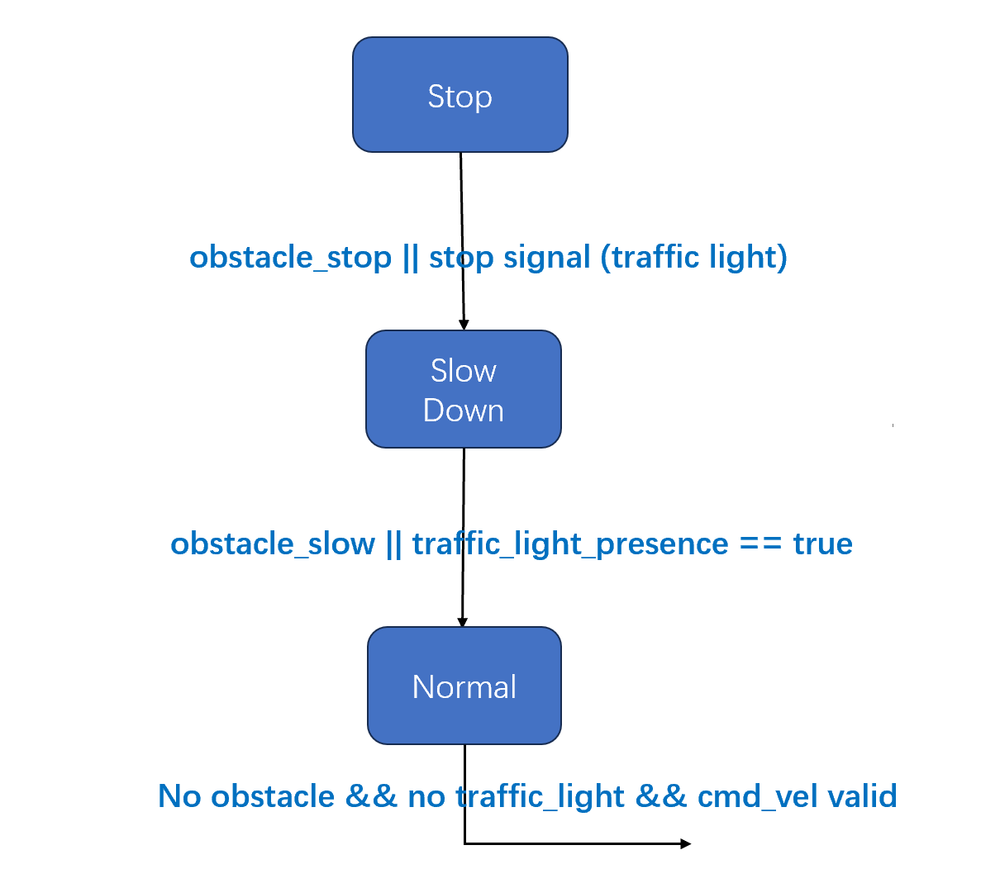 Stop
obstacle_stop || stop signal (traffic light)
Slow
Down
obstacle_slow || traffic_light_presence == true
Normal
No obstacle && no traffic_light && cmd_vel valid